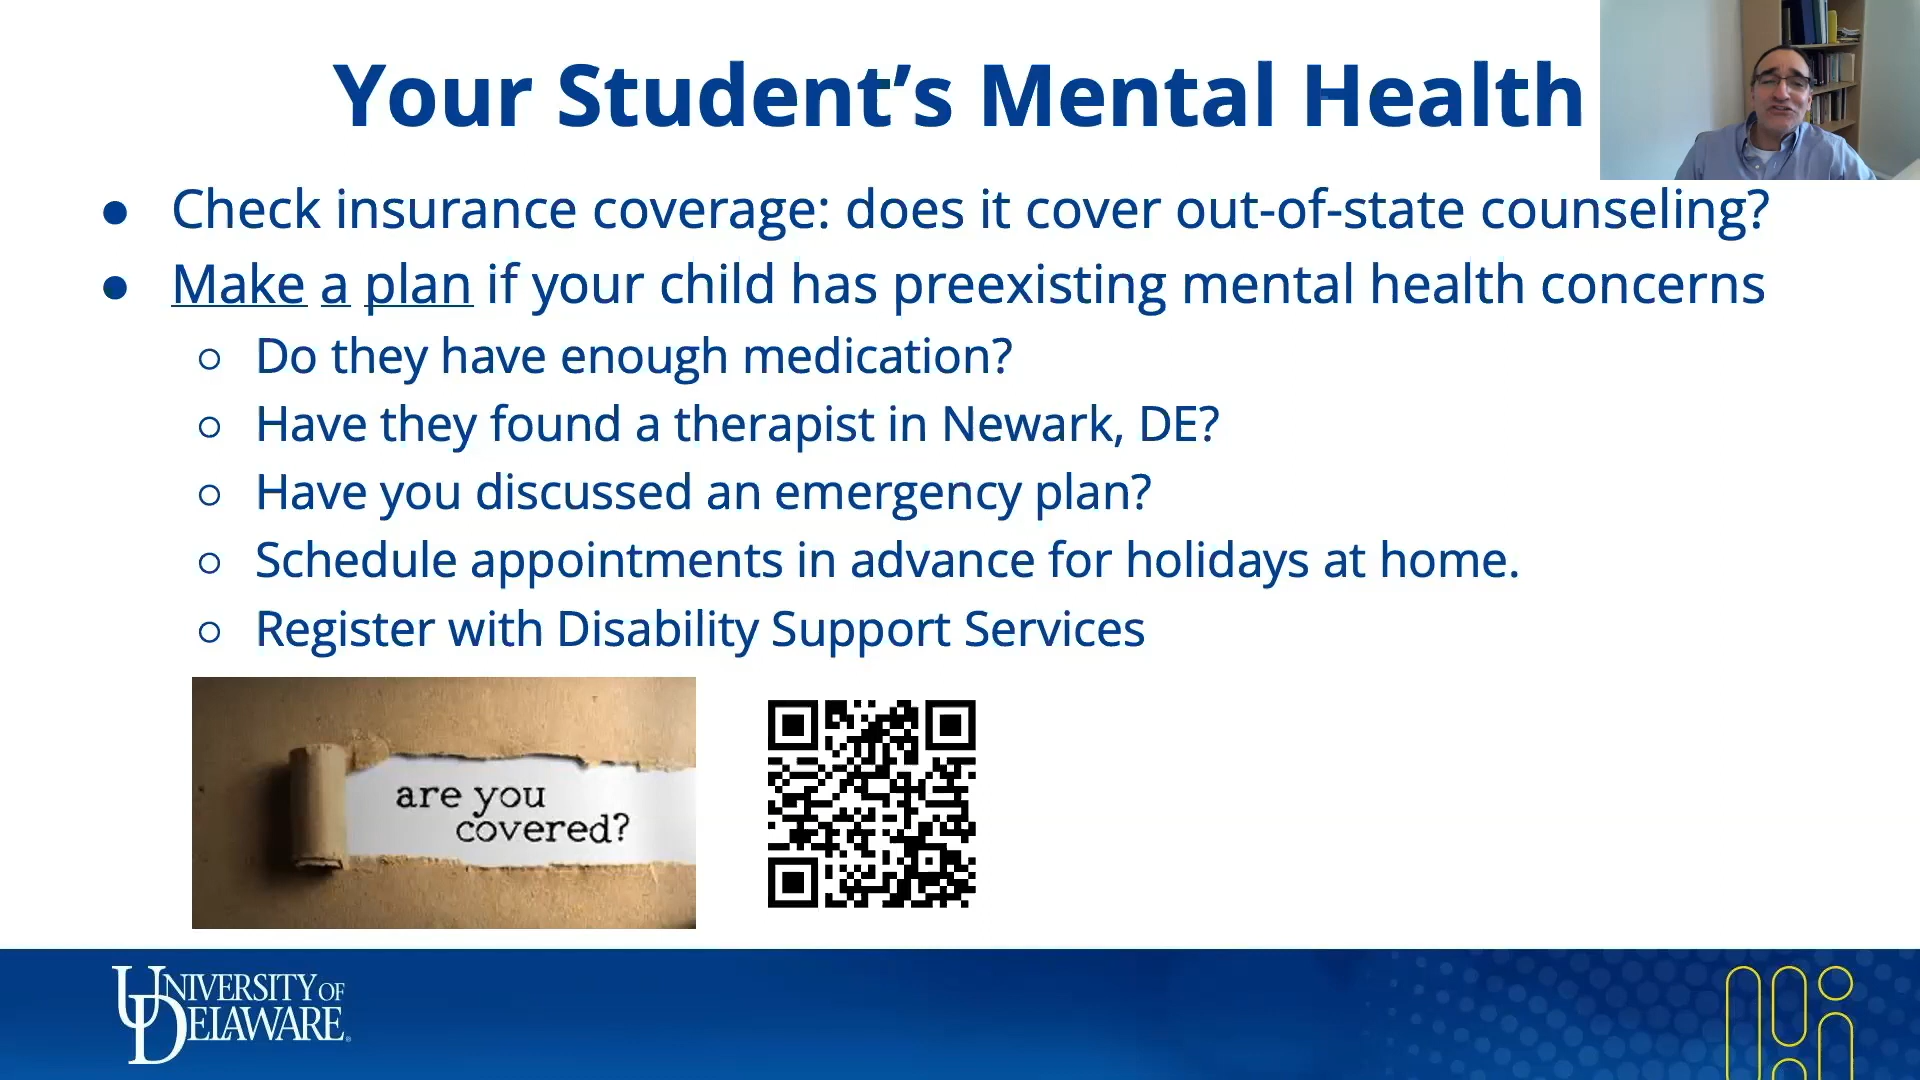 Your Student’s Mental Health
● Check insurance coverage: does it cover out-of-state counseling?
● Make a plan if your child has preexisting mental health concerns
○ Do they have enough medication?
○ Have they found a therapist in Newark, DE?
○ Have you discussed an emergency plan?
○ Schedule appointments in advance for holidays at home.
○ Register with Disability Support Services
are you
covered?
UNIVERSITY OF
DELAWARE®